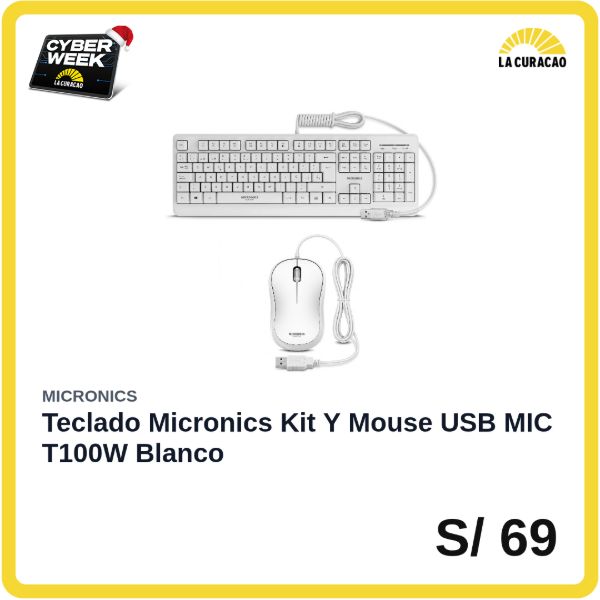 CYBER
WEEK
LA CURACAO
LA CURACAO
MICRONICS
Teclado Micronics Kit Y Mouse USB MIC
T100W Blanco
S/ 69